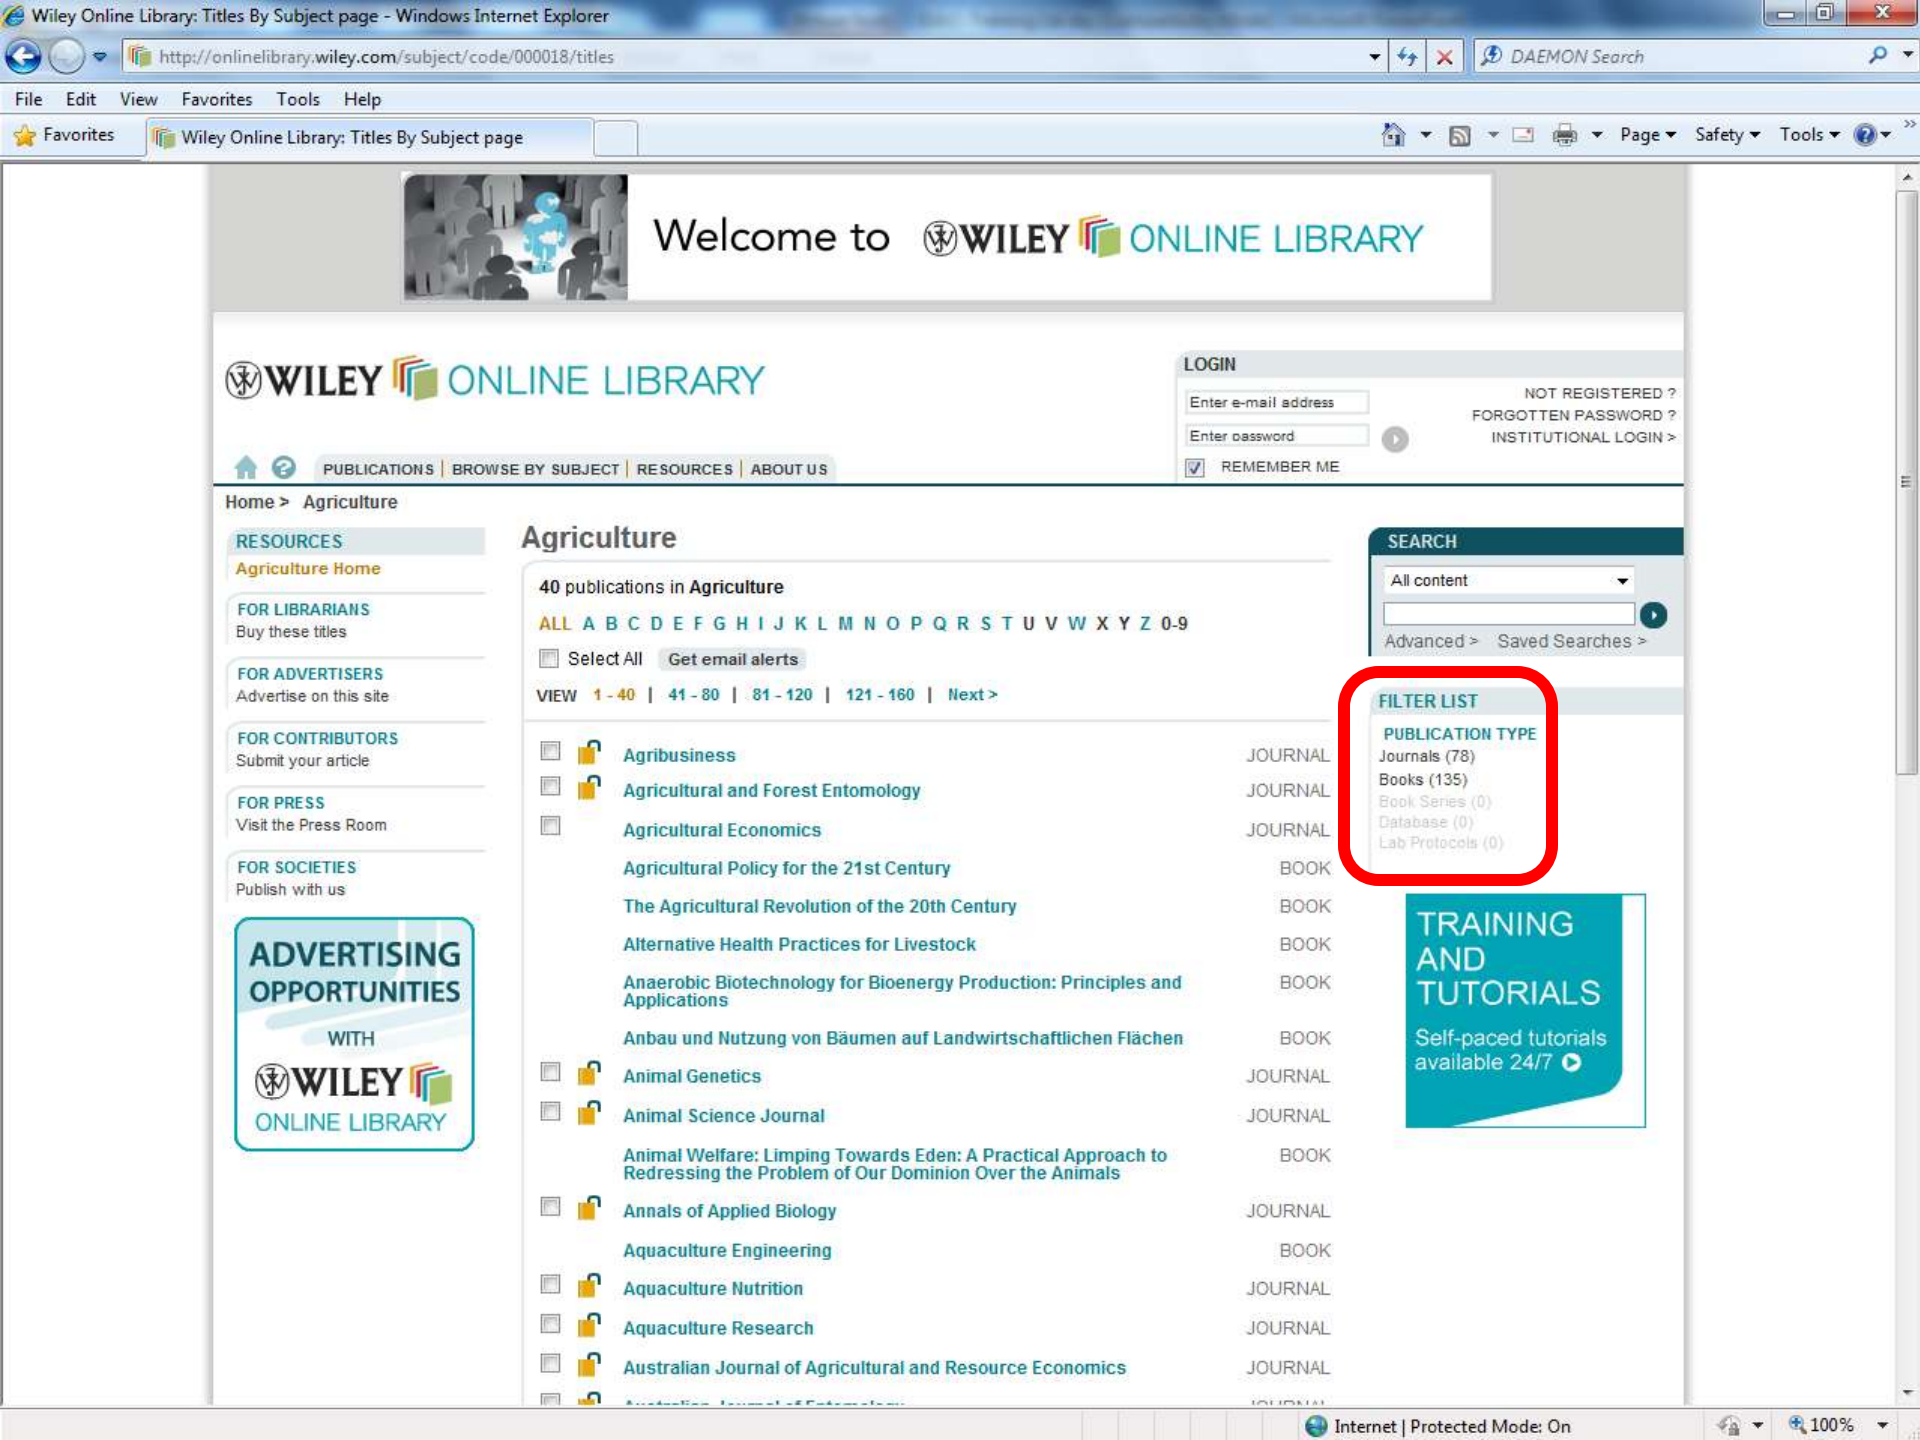 Wiley Online Library: Titles By Subject page - Windows Internet Explorer
http://onlinelibrary.wiley.com/subject/code/000018/titles
DAEMON Search
File Edit View Favorites Tools Help
Favorites
Wiley Online Library: Titles By Subject page
Page Safety Tools
Welcome to WILEY ONLINE LIBRARY
WILEY ONLINE LIBRARY
LOGIN
Enter e-mail address
NOT REGISTERED ?
FORGOTTEN PASSWORD ?
Enter password
INSTITUTIONAL LOGIN >
REMEMBER ME
PUBLICATIONS | BROWSE BY SUBJECT | RESOURCES | ABOUT US
Home > Agriculture
RESOURCES
Agriculture Home
FOR LIBRARIANS
Buy these titles
FOR ADVERTISERS
Advertise on this site
FOR CONTRIBUTORS
Submit your article
FOR PRESS
Visit the Press Room
FOR SOCIETIES
Publish with us
ADVERTISING
OPPORTUNITIES
WITH
WILEY
ONLINE LIBRARY
Agriculture
40 publications in Agriculture
ALL A B C D E F G H I J K L M N O P Q R S T U V W X Y Z 0-9
Select All Get email alerts
VIEW 1 - 40 | 41 - 80 | 81 - 120 | 121 - 160 | Next >
Agribusiness JOURNAL
Agricultural and Forest Entomology JOURNAL
Agricultural Economics JOURNAL
Agricultural Policy for the 21st Century BOOK
The Agricultural Revolution of the 20th Century BOOK
Alternative Health Practices for Livestock BOOK
Anaerobic Biotechnology for Bioenergy Production: Principles and BOOK
Applications
Anbau und Nutzung von Bäumen auf Landwirtschaftlichen Flächen BOOK
Animal Genetics JOURNAL
Animal Science Journal JOURNAL
Animal Welfare: Limping Towards Eden: A Practical Approach to BOOK
Redressing the Problem of Our Dominion Over the Animals
Annals of Applied Biology JOURNAL
Aquaculture Engineering BOOK
Aquaculture Nutrition JOURNAL
Aquaculture Research JOURNAL
Australian Journal of Agricultural and Resource Economics JOURNAL
SEARCH
All content
Advanced > Saved Searches >
FILTER LIST
PUBLICATION TYPE
Journals (78)
Books (135)
Book Series (0)
Database (0)
Lab Protocols (0)
TRAINING
AND
TUTORIALS
Self-paced tutorials
available 24/7
Internet | Protected Mode: On
100%